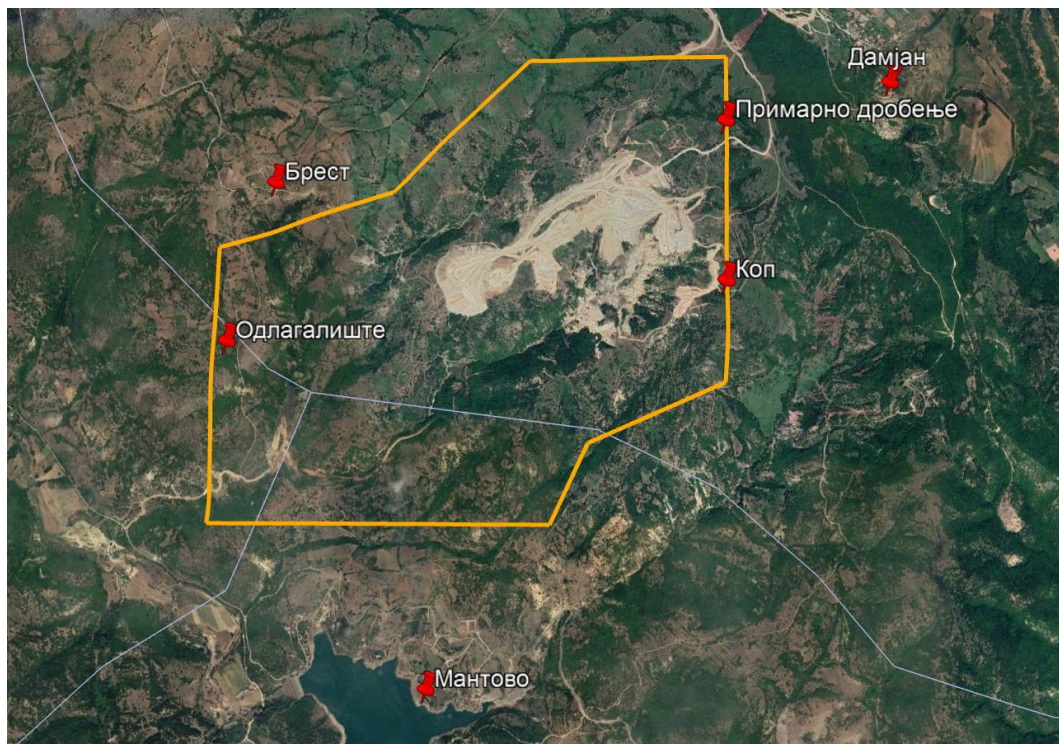 Дамјан
Примарно дробење
Брест
Коп
Одлагалиште
Мантово